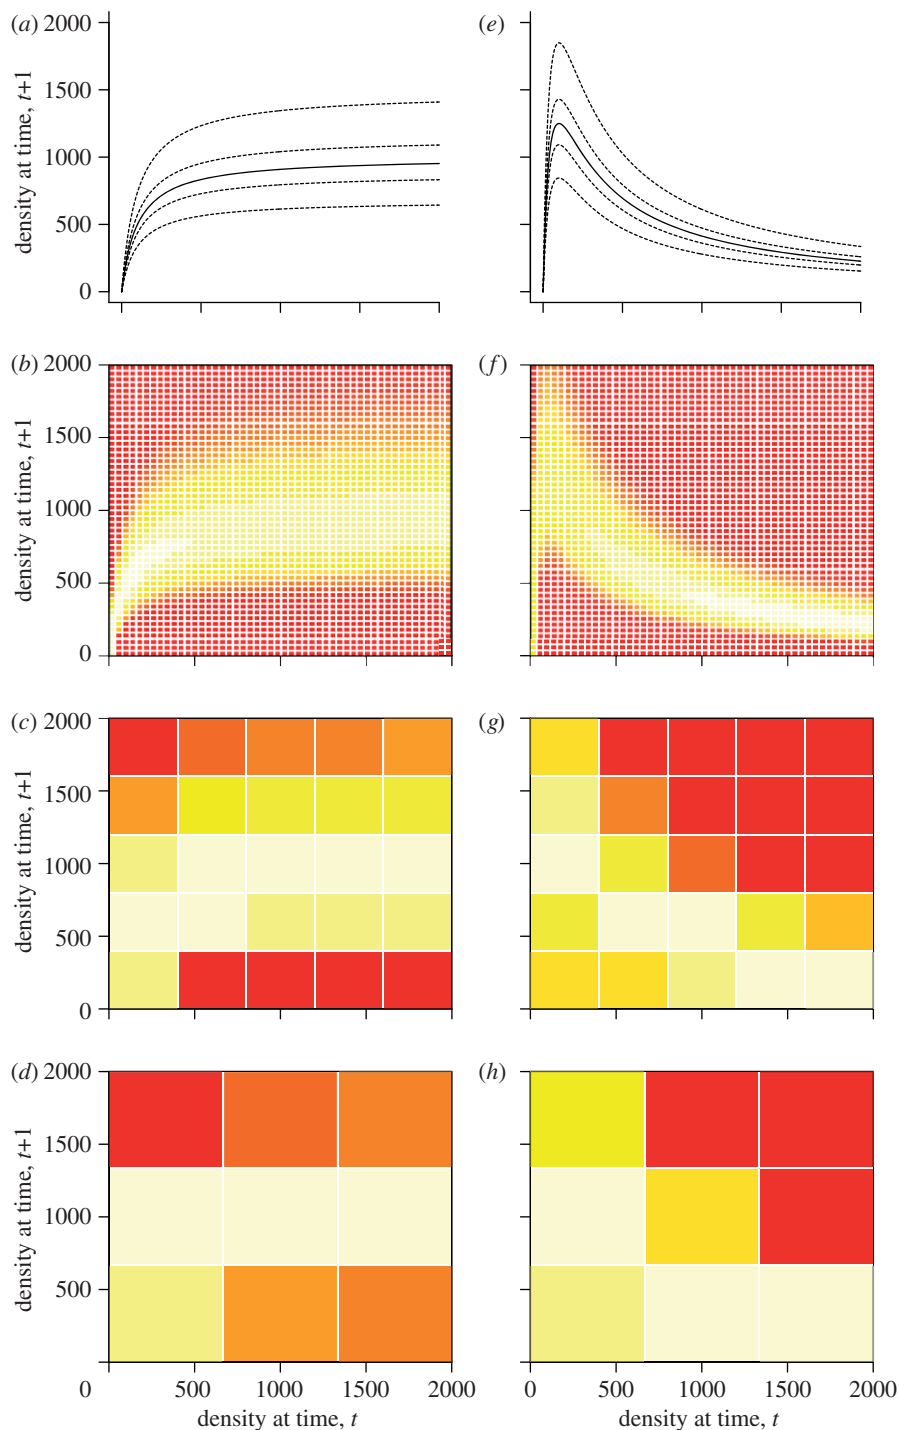 (a) 2000
1500
1000
500
0
density at time, t+1
(e)
(b) 2000
1500
1000
500
0
density at time, t+1
(f)
(c) 2000
1500
1000
500
0
density at time, t+1
(g)
(d) 2000
1500
1000
500
0
density at time, t+1
500 1000 1500 2000
density at time, t
(h)
0 500 1000 1500 2000
density at time, t